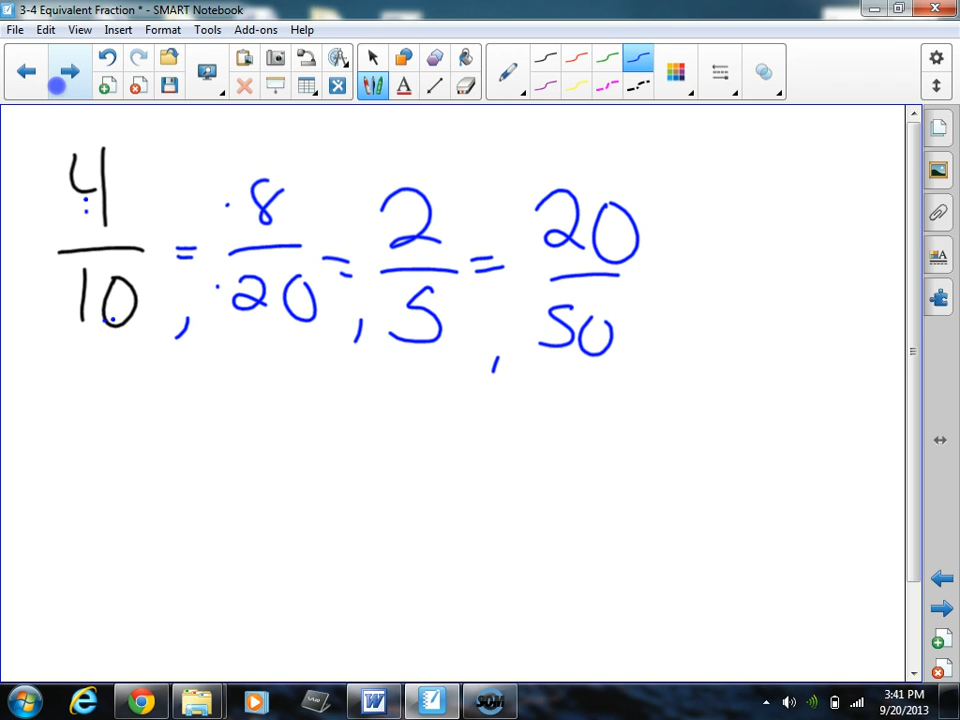 3-4 Equivalent Fraction * - SMART Notebook
File Edit View Insert Format Tools Add-ons Help
4/10 = , 8/20 = , 2/5 = , 20/50
3:41 PM
9/20/2013